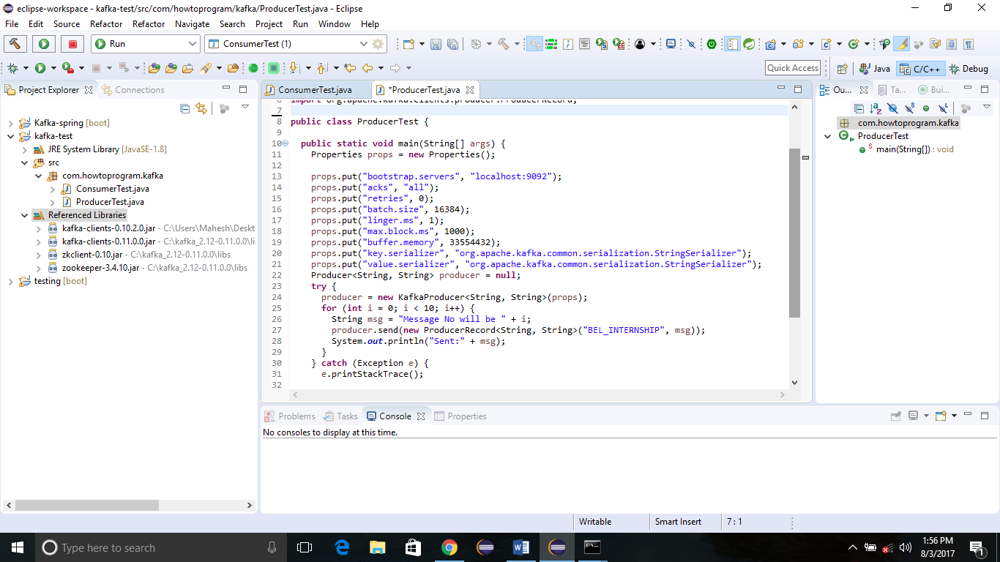 eclipse-workspace - kafka-test/src/com/howtoprogram/kafka/ProducerTest.java - Eclipse
File Edit Source Refactor Refactor Navigate Search Project Run Window Help
Run ConsumerTest (1)
Quick Access Java C/C++ Debug
Project Explorer Connections
Kafka-spring [boot]
kafka-test
JRE System Library [JavaSE-1.8]
src
com.howtoprogram.kafka
ConsumerTest.java
ProducerTest.java
Referenced Libraries
kafka-clients-0.10.2.0.jar - C:\Users\Mahesh\Deskt
kafka-clients-0.11.0.0.jar - C:\kafka_2.12-0.11.0.0\li
zkclient-0.10.jar - C:\kafka_2.12-0.11.0.0\libs
zookeeper-3.4.10.jar - C:\kafka_2.12-0.11.0.0\libs
testing [boot]
ConsumerTest.java *ProducerTest.java
6 import org.apache.kafka.clients.producer.ProducerRecord;
7
8 public class ProducerTest {
9
10 public static void main(String[] args) {
11 Properties props = new Properties();
12
13 props.put("bootstrap.servers", "localhost:9092");
14 props.put("acks", "all");
15 props.put("retries", 0);
16 props.put("batch.size", 16384);
17 props.put("linger.ms", 1);
18 props.put("max.block.ms", 1000);
19 props.put("buffer.memory", 33554432);
20 props.put("key.serializer", "org.apache.kafka.common.serialization.StringSerializer");
21 props.put("value.serializer", "org.apache.kafka.common.serialization.StringSerializer");
22 Producer<String, String> producer = null;
23 try {
24 producer = new KafkaProducer<String, String>(props);
25 for (int i = 0; i < 10; i++) {
26 String msg = "Message No will be " + i;
27 producer.send(new ProducerRecord<String, String>("BEL_INTERNSHIP", msg));
28 System.out.println("Sent:" + msg);
29 }
30 } catch (Exception e) {
31 e.printStackTrace();
32
Ou... Ta... Bui...
com.howtoprogram.kafka
ProducerTest
main(String[]) : void
Problems Tasks Console Properties
No consoles to display at this time.
Writable Smart Insert 7 : 1
Type here to search
1:56 PM
8/3/2017
1